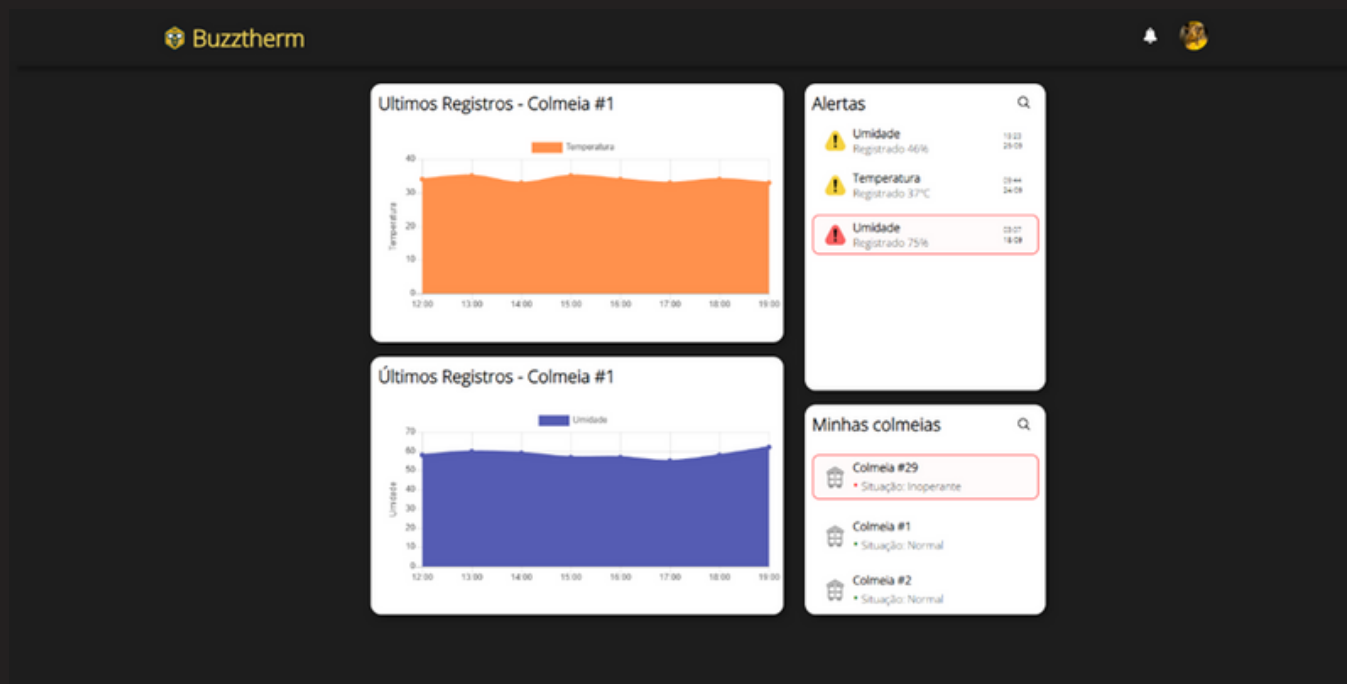 Buzztherm
Ultimos Registros - Colmeia #1
Temperatura
40
30
20
10
0
Temperatura
12:00 13:00 14:00 15:00 16:00 17:00 18:00 19:00
Últimos Registros - Colmeia #1
Umidade
70
60
50
40
30
20
10
0
Umidade
12:00 13:00 14:00 15:00 16:00 17:00 18:00 19:00
Alertas
Umidade
Registrado 46%
Temperatura
Registrado 37°C
Umidade
Registrado 75%
Minhas colmeias
Colmeia #29
• Situação: Inoperante
Colmeia #1
• Situação: Normal
Colmeia #2
• Situação: Normal